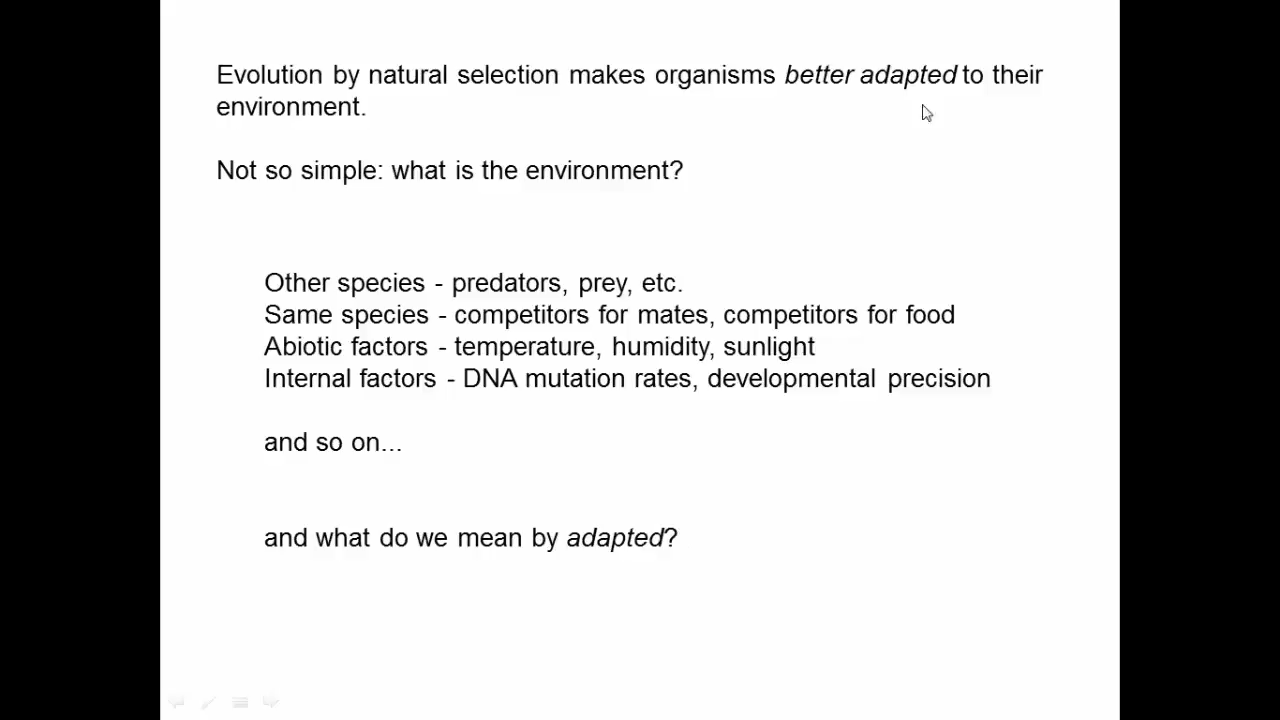 Evolution by natural selection makes organisms better adapted to their
environment.
Not so simple: what is the environment?
Other species - predators, prey, etc.
Same species - competitors for mates, competitors for food
Abiotic factors - temperature, humidity, sunlight
Internal factors - DNA mutation rates, developmental precision
and so on...
and what do we mean by adapted?